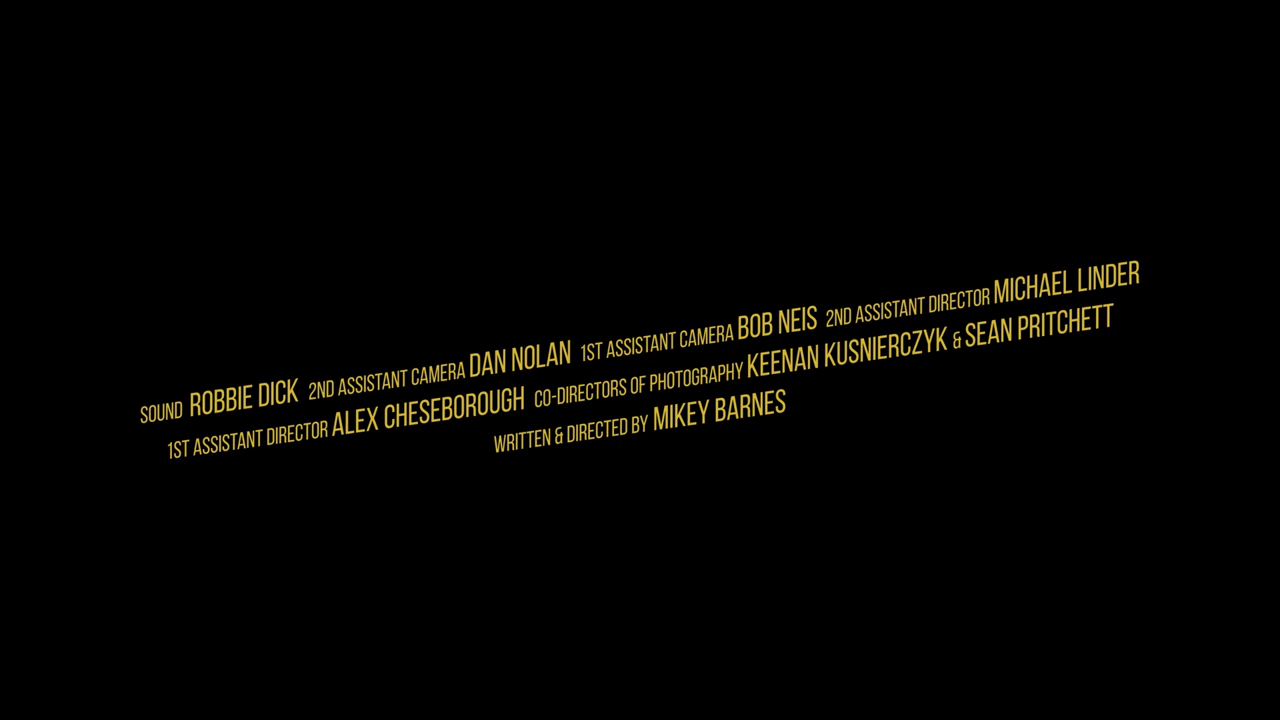 SOUND ROBBIE DICK 2ND ASSISTANT CAMERA DAN NOLAN 1ST ASSISTANT CAMERA BOB NEIS 2ND ASSISTANT DIRECTOR MICHAEL LINDER
1ST ASSISTANT DIRECTOR ALEX CHESEBOROUGH CO-DIRECTORS OF PHOTOGRAPHY KEENAN KUSNIERCZYK & SEAN PRITCHETT
WRITTEN & DIRECTED BY MIKEY BARNES